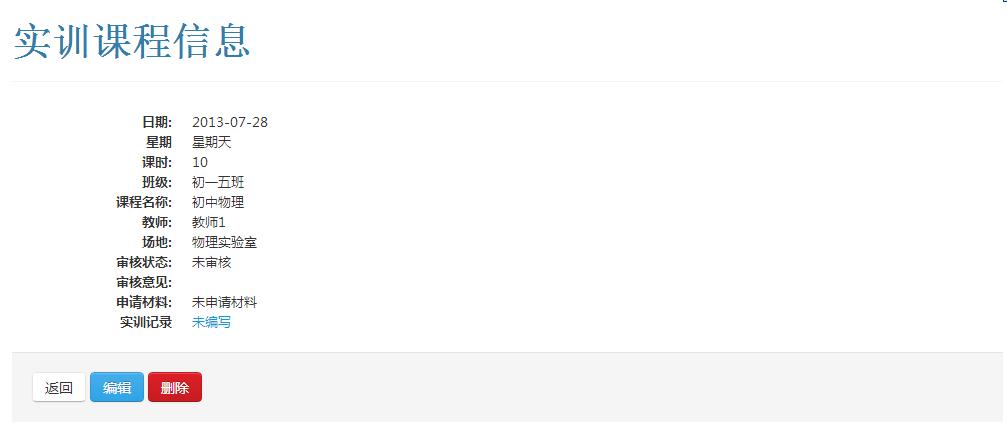 实训课程信息
日期: 2013-07-28
星期 星期天
课时: 10
班级: 初一五班
课程名称: 初中物理
教师: 教师1
场地: 物理实验室
审核状态: 未审核
审核意见:
申请材料: 未申请材料
实训记录 未编写
返回 编辑 删除